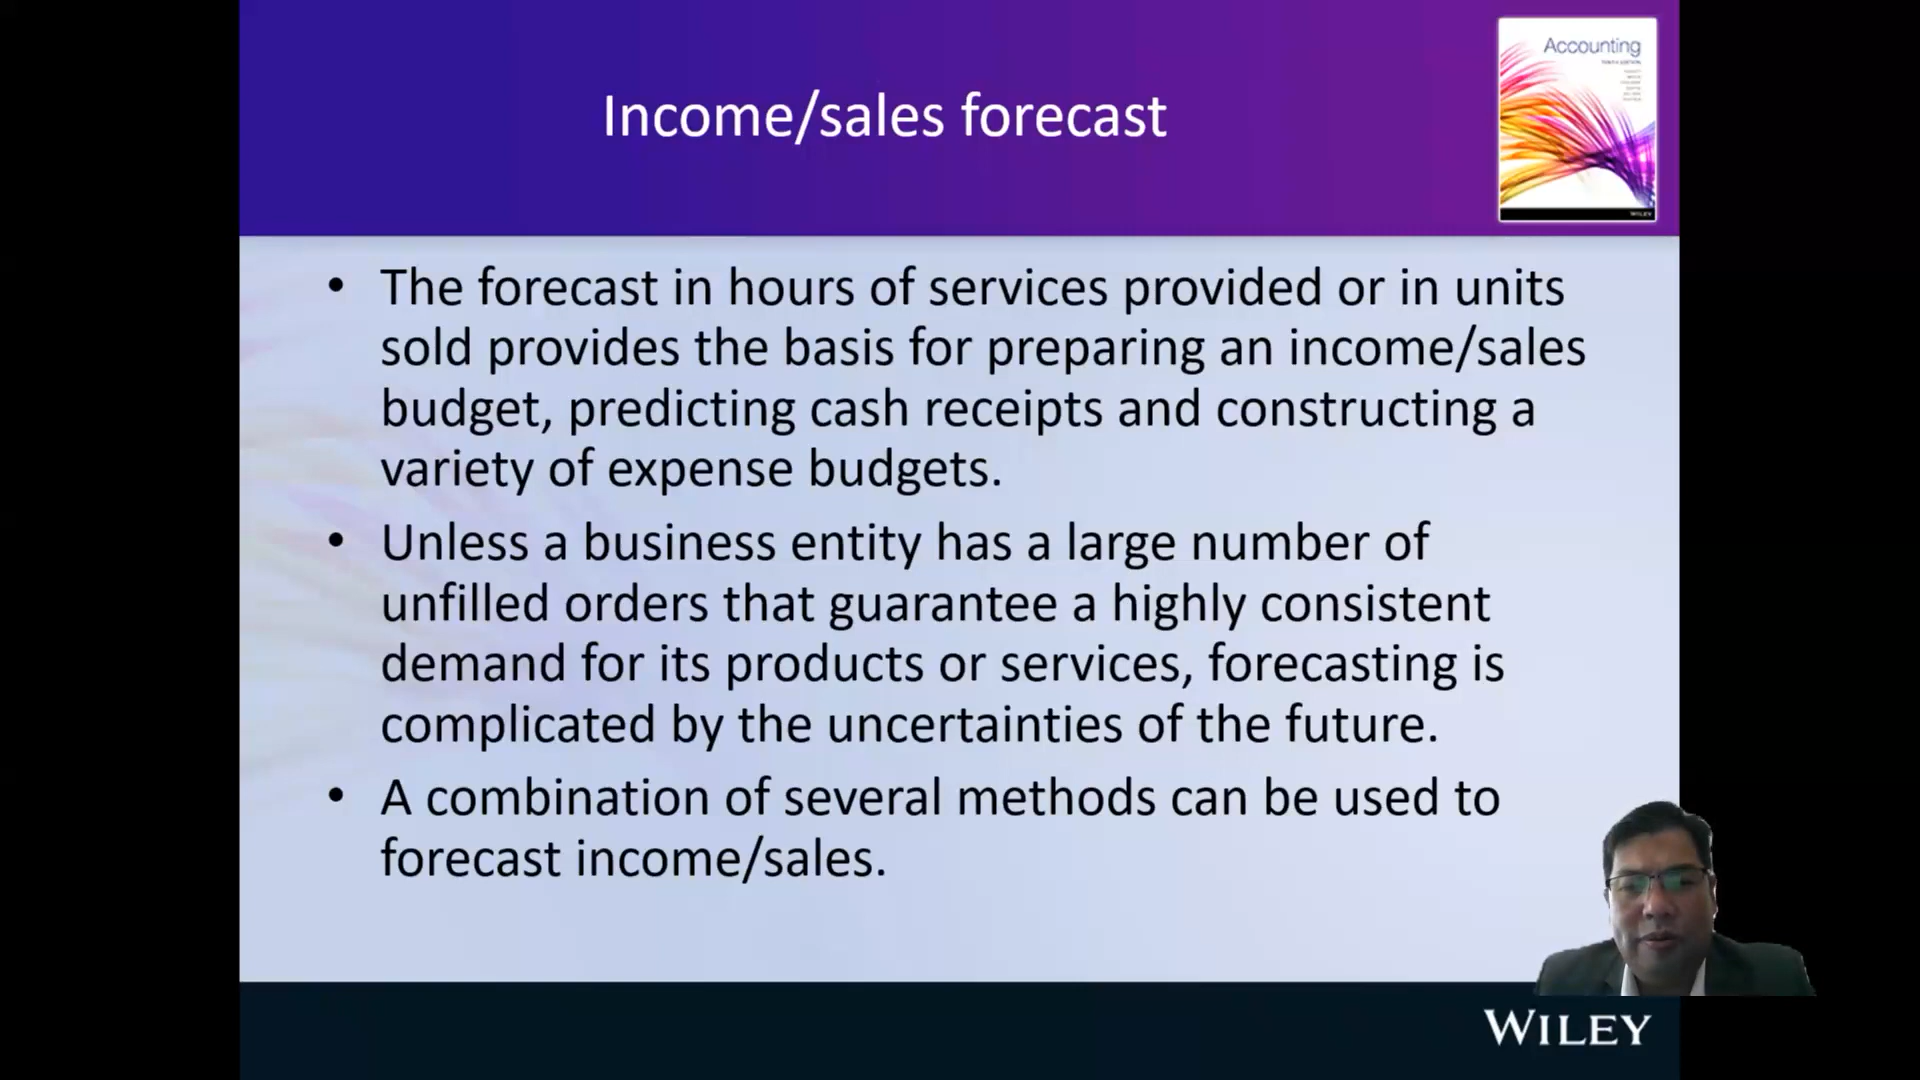 Income/sales forecast
Accounting
• The forecast in hours of services provided or in units
sold provides the basis for preparing an income/sales
budget, predicting cash receipts and constructing a
variety of expense budgets.
• Unless a business entity has a large number of
unfilled orders that guarantee a highly consistent
demand for its products or services, forecasting is
complicated by the uncertainties of the future.
• A combination of several methods can be used to
forecast income/sales.
WILEY
WILEY